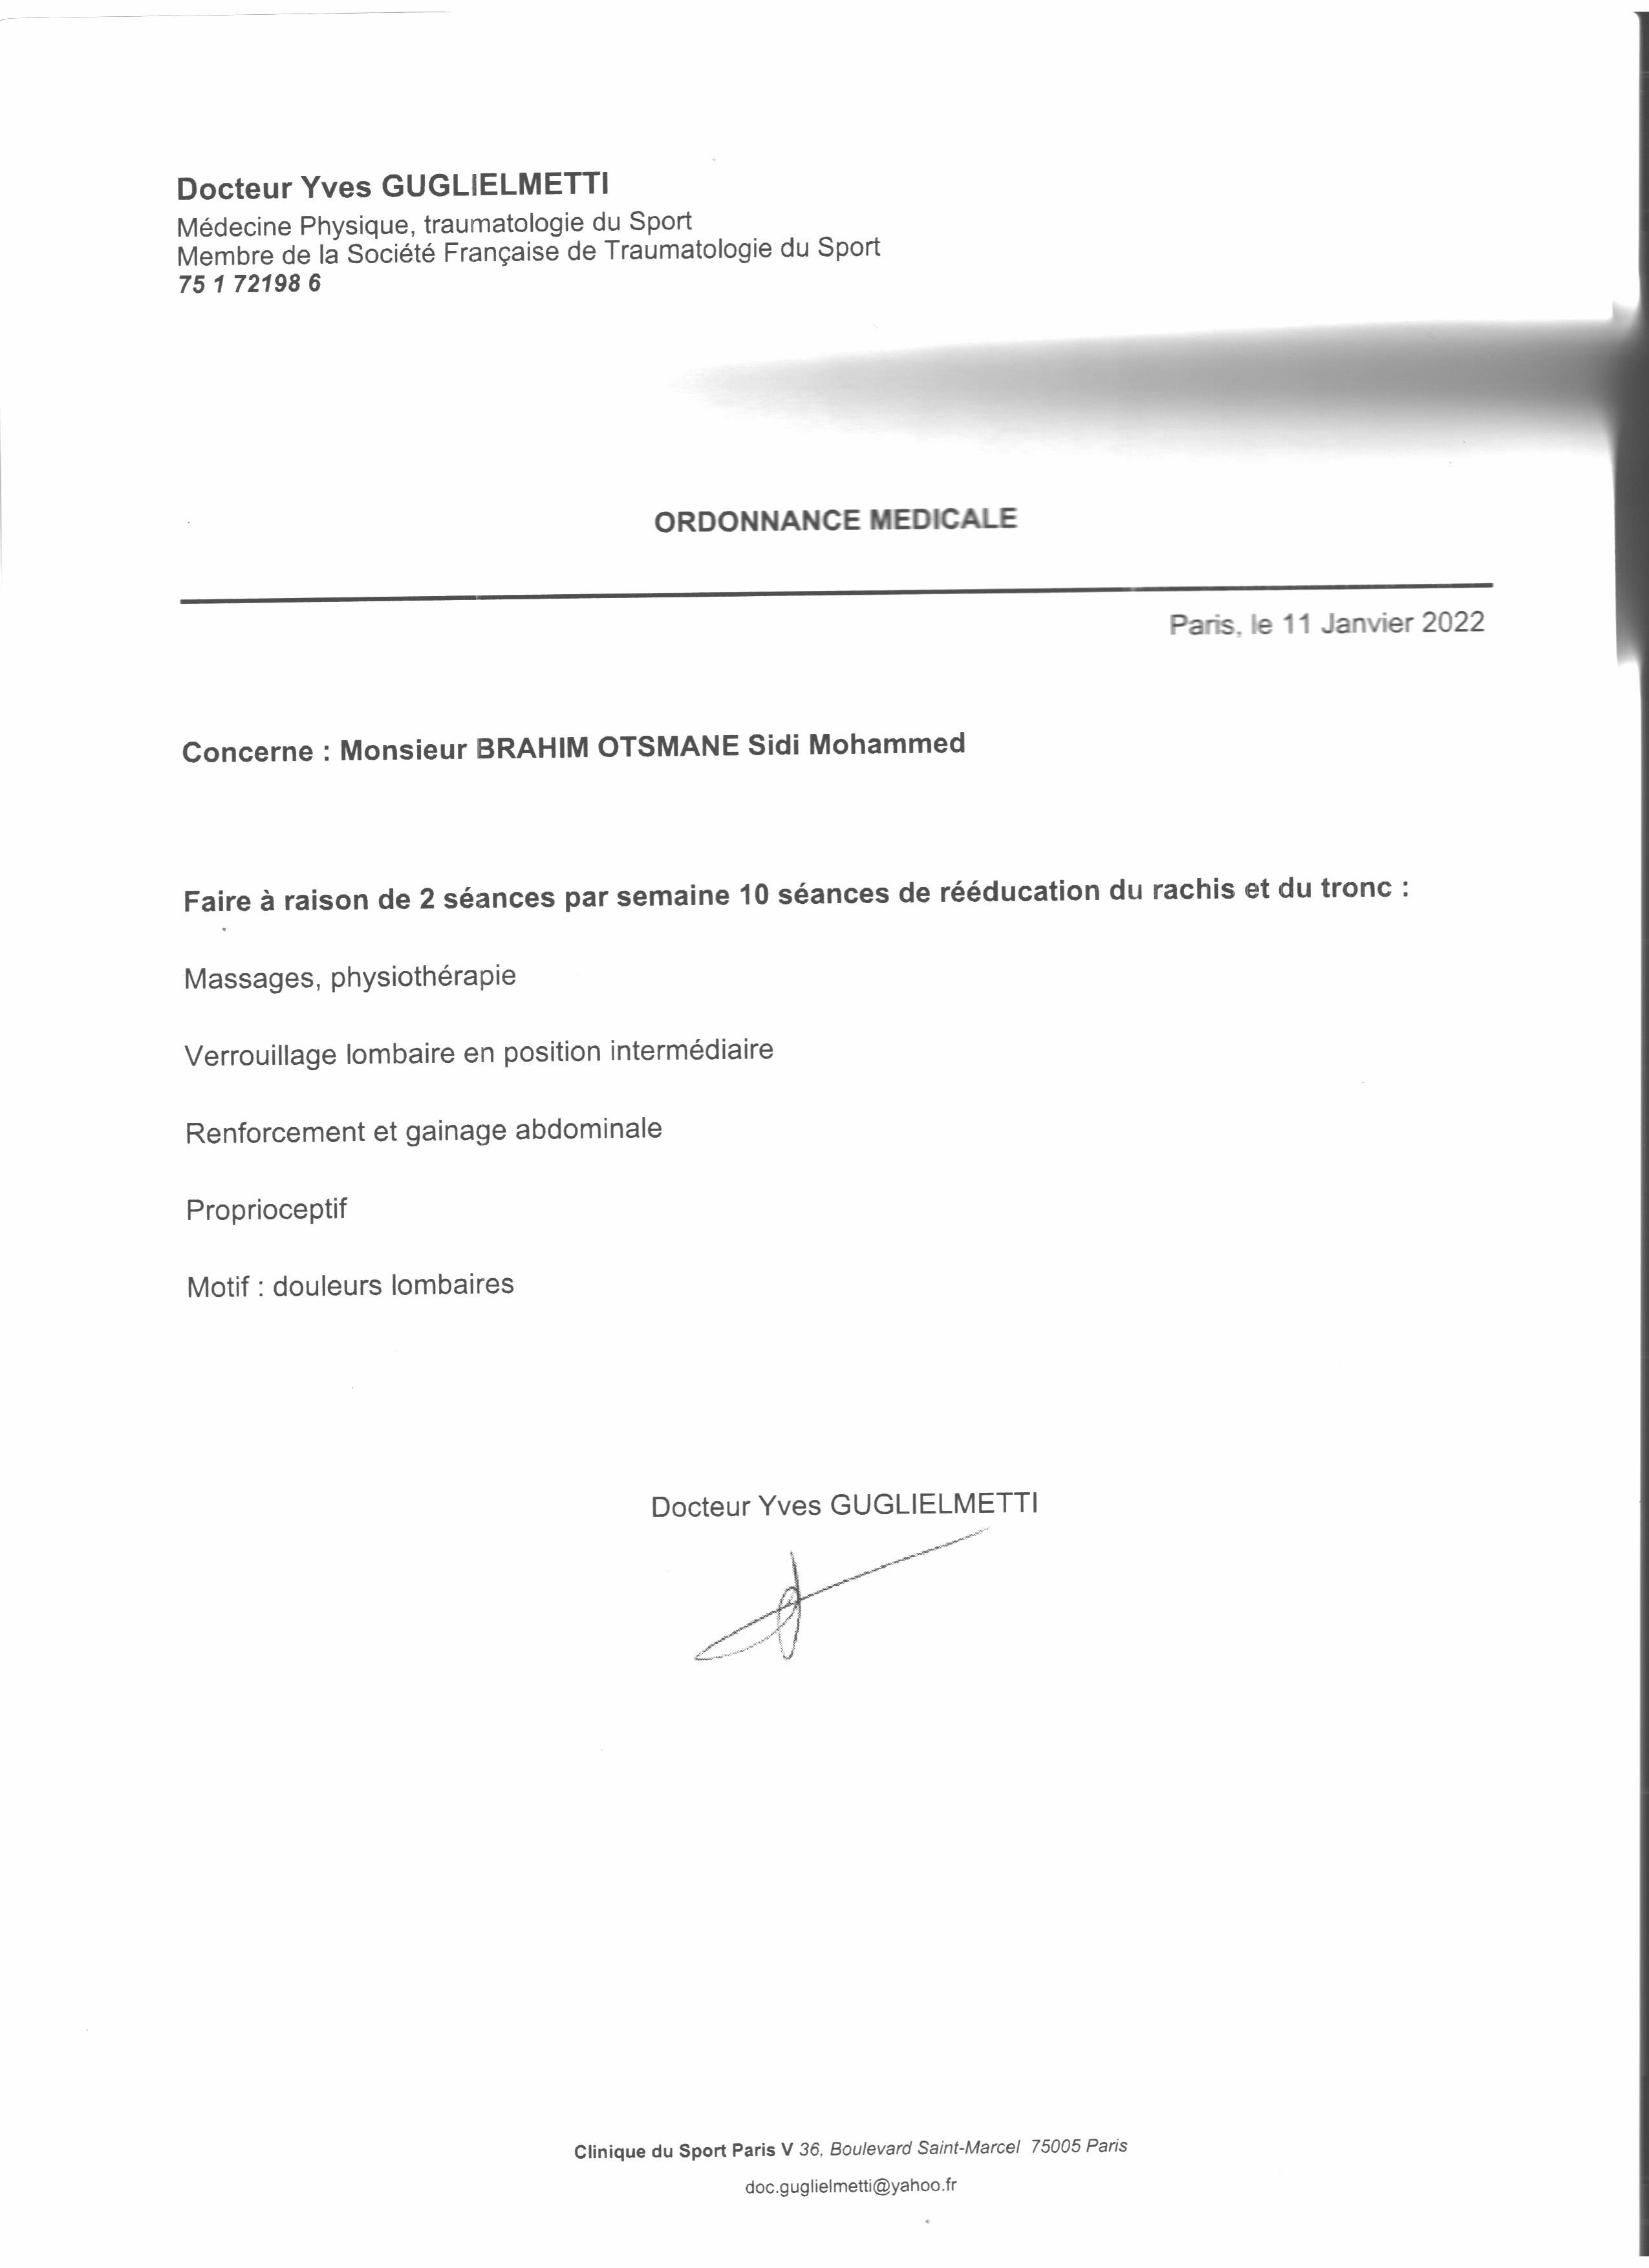 Docteur Yves GUGLIELMETTI
Médecine Physique, traumatologie du Sport
Membre de la Société Française de Traumatologie du Sport
75 1 72198 6
ORDONNANCE MEDICALE
Paris, le 11 Janvier 2022
Concerne : Monsieur BRAHIM OTSMANE Sidi Mohammed
Faire à raison de 2 séances par semaine 10 séances de rééducation du rachis et du tronc :
Massages, physiothérapie
Verrouillage lombaire en position intermédiaire
Renforcement et gainage abdominale
Proprioceptif
Motif : douleurs lombaires
Docteur Yves GUGLIELMETTI
Clinique du Sport Paris V 36, Boulevard Saint-Marcel 75005 Paris
doc.guglielmetti@yahoo.fr